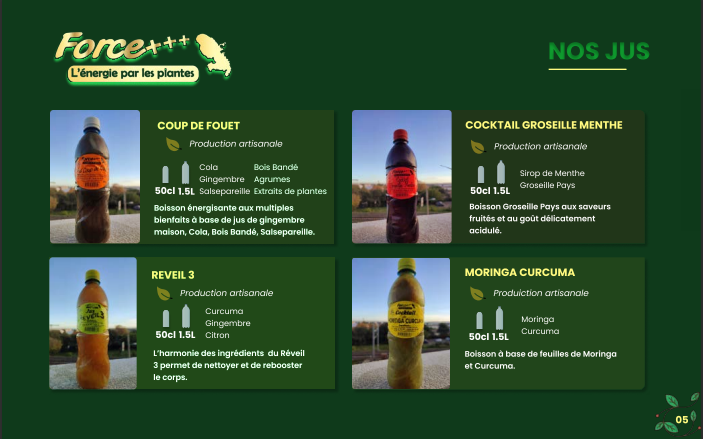 Force+++
L'énergie par les plantes
NOS JUS
COUP DE FOUET
Production artisanale
Cola
Gingembre
Salsepareille
Bois Bandé
Agrumes
Extraits de plantes
50cl 1.5L
Boisson énergisante aux multiples
bienfaits à base de jus de gingembre
maison, Cola, Bois Bandé, Salsepareille.
COCKTAIL GROSEILLE MENTHE
Production artisanale
Sirop de Menthe
Groseille Pays
50cl 1.5L
Boisson Groseille Pays aux saveurs
fruités et au goût délicatement
acidulé.
REVEIL 3
Production artisanale
Curcuma
Gingembre
Citron
50cl 1.5L
L'harmonie des ingrédients du Réveil
3 permet de nettoyer et de rebooster
le corps.
MORINGA CURCUMA
Produiction artisanale
Moringa
Curcuma
50cl 1.5L
Boisson à base de feuilles de Moringa
et Curcuma.
05